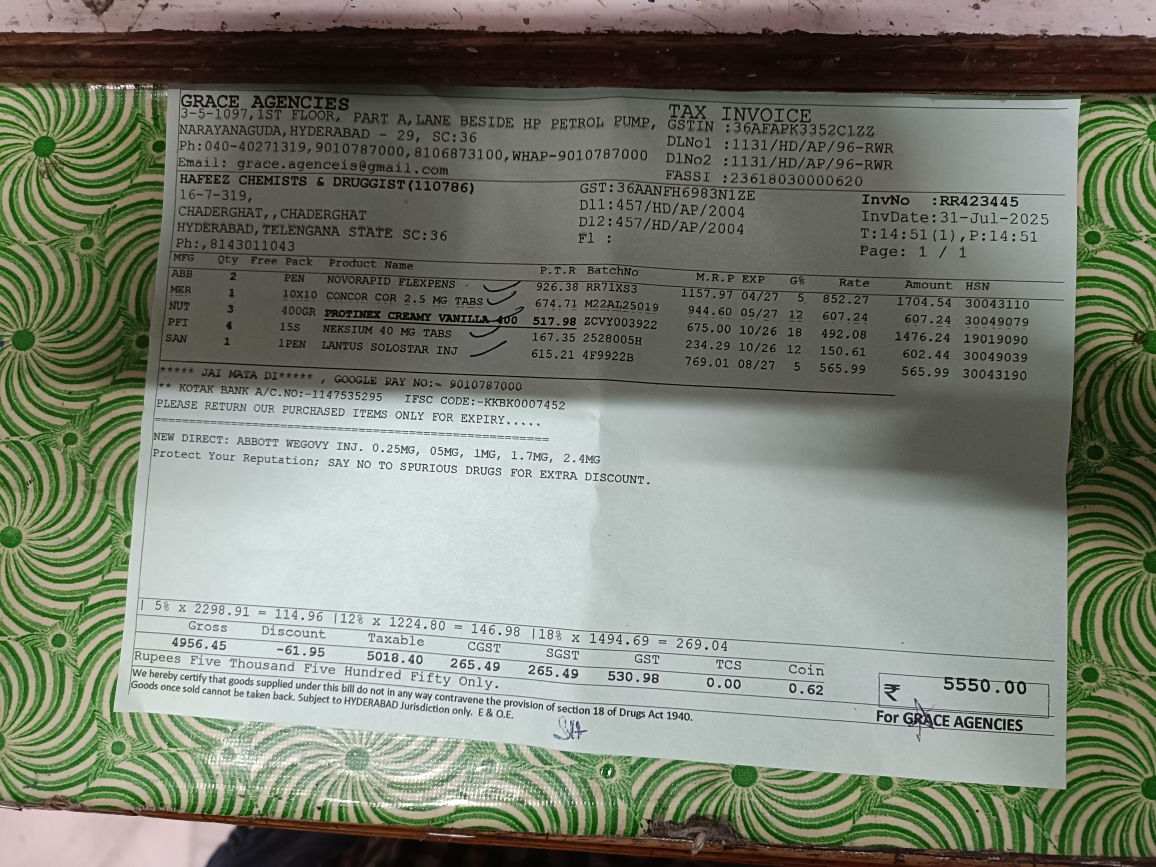 GRACE AGENCIES
3-5-1097,1ST FLOOR, PART A,LANE BESIDE HP PETROL PUMP,
NARAYANAGUDA,HYDERABAD - 29, SC:36
Ph:040-40271319,9010787000,8106873100,WHAP-9010787000
Email: grace.agenceis@gmail.com
TAX INVOICE
GSTIN :36AFAPK3352C1ZZ
DLNo1 :1131/HD/AP/96-RWR
DlNo2 :1131/HD/AP/96-RWR
FASSI :23618030000620
HAFEEZ CHEMISTS & DRUGGIST(110786)
16-7-319,
CHADERGHAT,,CHADERGHAT
HYDERABAD,TELENGANA STATE SC:36
Ph:,8143011043
GST:36AANFH6983N1ZE
Dl1:457/HD/AP/2004
Dl2:457/HD/AP/2004
Fl :
InvNo :RR423445
InvDate:31-Jul-2025
T:14:51(1),P:14:51
Page: 1 / 1
MFG Qty Free Pack Product Name P.T.R BatchNo M.R.P EXP G% Rate Amount HSN
ABB 2 PEN NOVORAPID FLEXPENS 926.38 RR71XS3 1157.97 04/27 5 852.27 1704.54 30043110
MER 1 10X10 CONCOR COR 2.5 MG TABS 674.71 M22AL25019 944.60 05/27 12 607.24 607.24 30049079
NUT 3 400GR PROTINEX CREAMY VANILLA 400 517.98 ZCVY003922 675.00 10/26 18 492.08 1476.24 19019090
PFI 4 15S NEKSIUM 40 MG TABS 167.35 2528005H 234.29 10/26 12 150.61 602.44 30049039
SAN 1 1PEN LANTUS SOLOSTAR INJ 615.21 4F9922B 769.01 08/27 5 565.99 565.99 30043190
***** JAI MATA DI***** , GOOGLE PAY NO:- 9010787000
** KOTAK BANK A/C.NO:-1147535295 IFSC CODE:-KKBK0007452
PLEASE RETURN OUR PURCHASED ITEMS ONLY FOR EXPIRY.....
NEW DIRECT: ABBOTT WEGOVY INJ. 0.25MG, 05MG, 1MG, 1.7MG, 2.4MG
Protect Your Reputation; SAY NO TO SPURIOUS DRUGS FOR EXTRA DISCOUNT.
| 5% x 2298.91 = 114.96 |12% x 1224.80 = 146.98 |18% x 1494.69 = 269.04
Gross Discount Taxable CGST SGST GST TCS Coin
4956.45 -61.95 5018.40 265.49 265.49 530.98 0.00 0.62
₹ 5550.00
Rupees Five Thousand Five Hundred Fifty Only.
We hereby certify that goods supplied under this bill do not in any way contravene the provision of section 18 of Drugs Act 1940.
Goods once sold cannot be taken back. Subject to HYDERABAD Jurisdiction only. E & O.E.
For GRACE AGENCIES